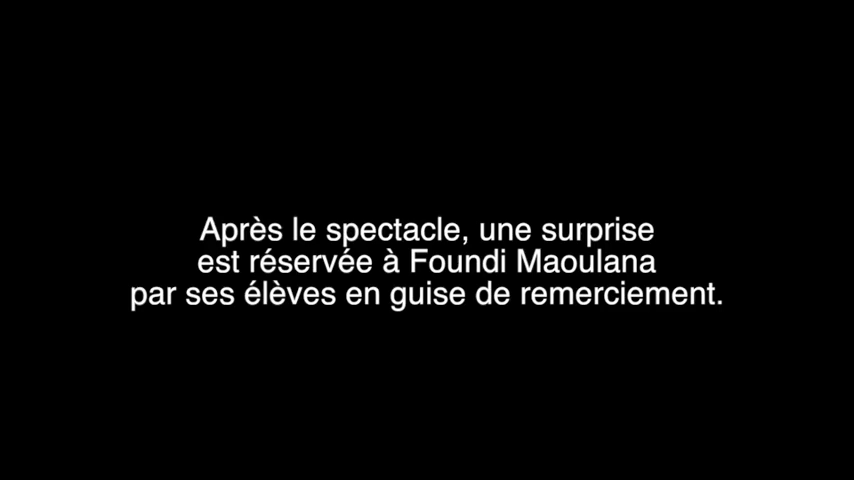 Après le spectacle, une surprise
est réservée à Foundi Maoulana
par ses élèves en guise de remerciement.